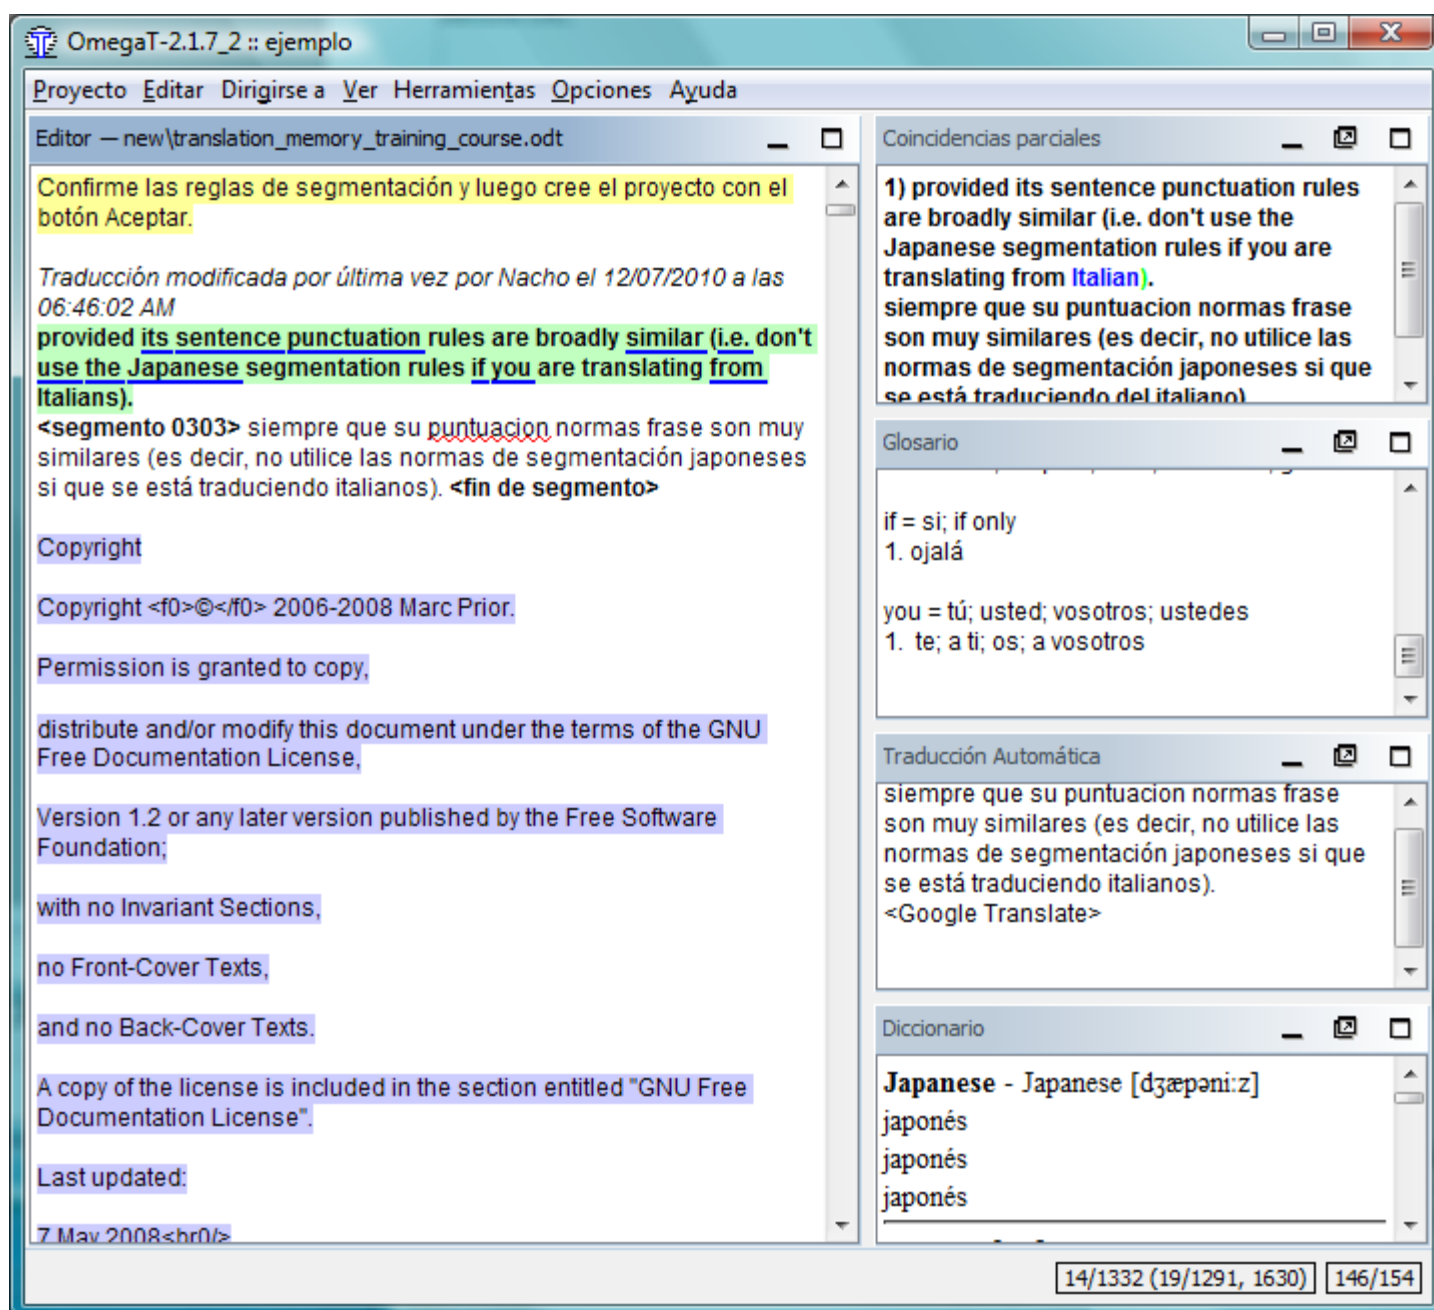 OmegaT-2.1.7_2 :: ejemplo
Proyecto Editar Dirigirse a Ver Herramientas Opciones Ayuda
Editor — new\translation_memory_training_course.odt
Confirme las reglas de segmentación y luego cree el proyecto con el
botón Aceptar.
Traducción modificada por última vez por Nacho el 12/07/2010 a las
06:46:02 AM
provided its sentence punctuation rules are broadly similar (i.e. don't
use the Japanese segmentation rules if you are translating from
Italians).
<segmento 0303> siempre que su puntuacion normas frase son muy
similares (es decir, no utilice las normas de segmentación japoneses
si que se está traduciendo italianos). <fin de segmento>
Copyright
Copyright <f0>©</f0> 2006-2008 Marc Prior.
Permission is granted to copy,
distribute and/or modify this document under the terms of the GNU
Free Documentation License,
Version 1.2 or any later version published by the Free Software
Foundation;
with no Invariant Sections,
no Front-Cover Texts,
and no Back-Cover Texts.
A copy of the license is included in the section entitled "GNU Free
Documentation License".
Last updated:
7 May 2008<br0/>
Coincidencias parciales
1) provided its sentence punctuation rules
are broadly similar (i.e. don't use the
Japanese segmentation rules if you are
translating from Italian).
siempre que su puntuacion normas frase
son muy similares (es decir, no utilice las
normas de segmentación japoneses si que
se está traduciendo del italiano)
Glosario
if = si; if only
1. ojalá
you = tú; usted; vosotros; ustedes
1. te; a ti; os; a vosotros
Traducción Automática
siempre que su puntuacion normas frase
son muy similares (es decir, no utilice las
normas de segmentación japoneses si que
se está traduciendo italianos).
<Google Translate>
Diccionario
Japanese - Japanese [dʒæpəni:z]
japonés
japonés
japonés
14/1332 (19/1291, 1630) 146/154